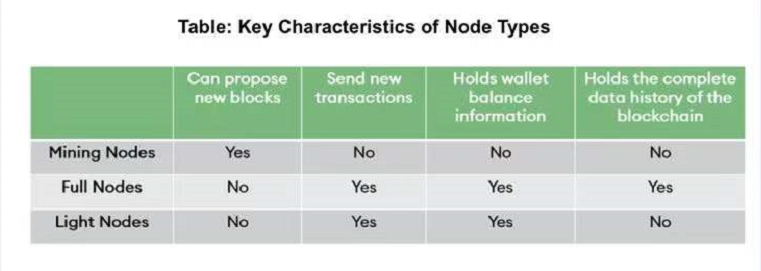 Table: Key Characteristics of Node Types
Can propose new blocks | Send new transactions | Holds wallet balance information | Holds the complete data history of the blockchain
Mining Nodes | Yes | No | No | No
Full Nodes | No | Yes | Yes | Yes
Light Nodes | No | Yes | Yes | No